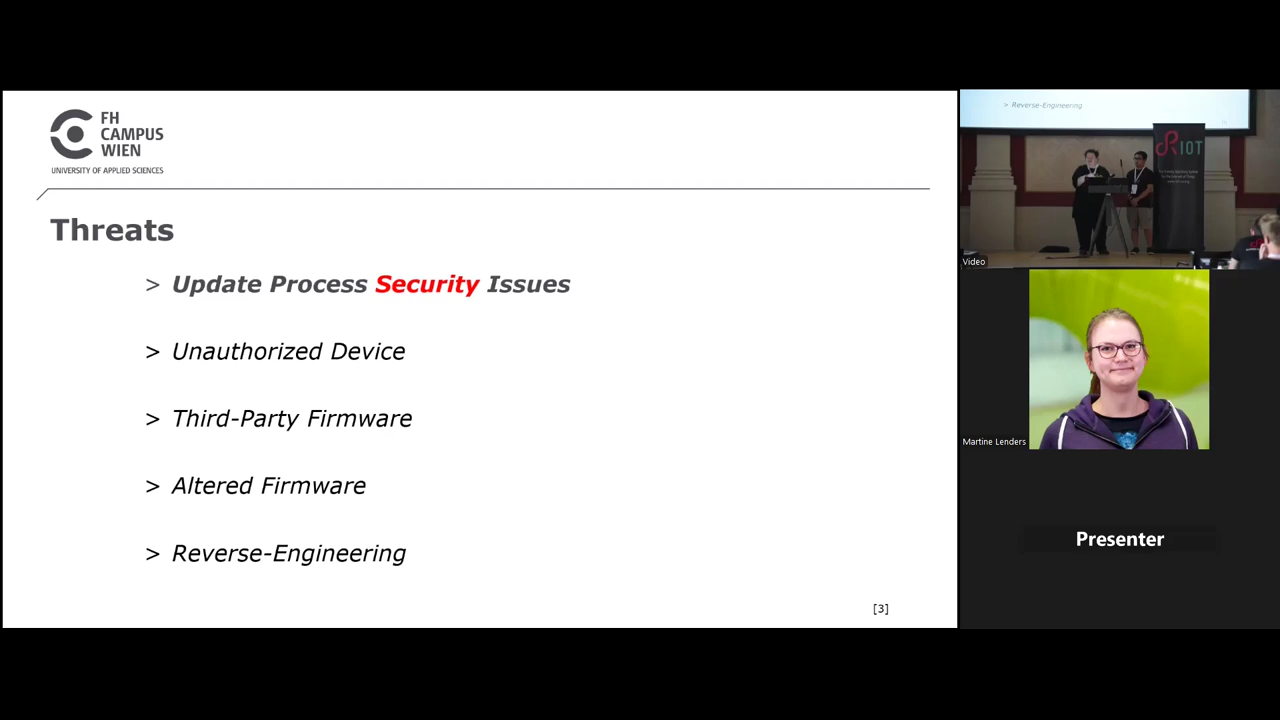 FH
CAMPUS
WIEN
UNIVERSITY OF APPLIED SCIENCES
Threats
> Update Process Security Issues
> Unauthorized Device
> Third-Party Firmware
> Altered Firmware
> Reverse-Engineering
[3]
> Reverse-Engineering
RIOT
Video
Martine Lenders
Presenter